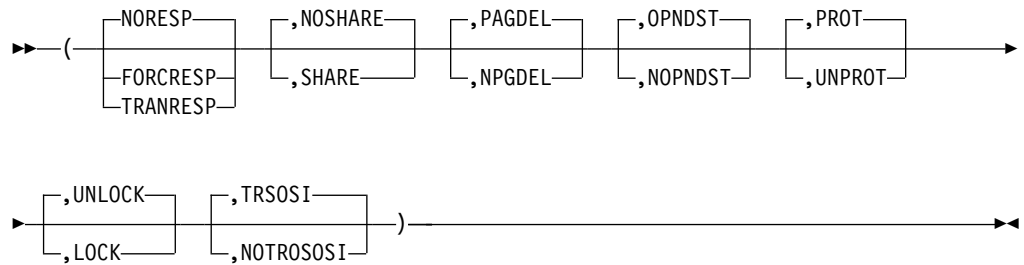 NORESP ,NOSHARE ,PAGDEL ,OPNDST ,PROT
(
FORCRESP ,SHARE ,NPGDEL ,NOPNDST ,UNPROT
TRANRESP
,UNLOCK ,TRSOSI
)
,LOCK ,NOTROSOSI